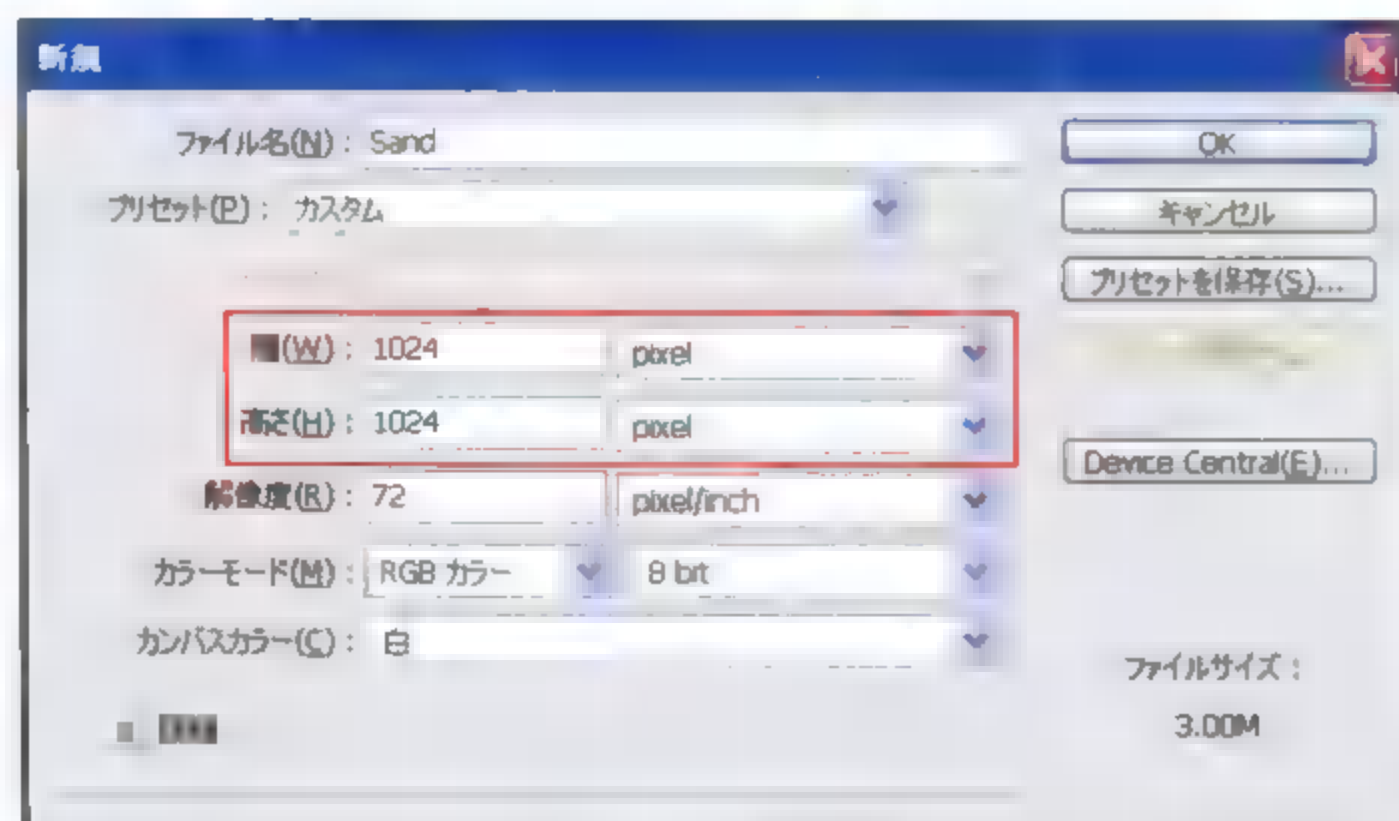 新規
ファイル名(N): Sand
OK
プリセット(P): カスタム
キャンセル
プリセットを保存(S)...
(W): 1024 pixel
高さ(H): 1024 pixel
Device Central(E)...
解像度(R): 72 pixel/inch
カラーモード(M): RGB カラー 8 bit
カンバスカラー(C): 白
ファイルサイズ:
3.00M